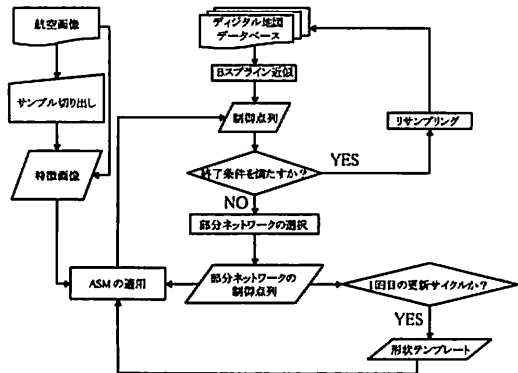 航空画像
ディジタル地図
データベース
Bスプライン近似
サンプル切り出し
制御点列
リサンプリング
終了条件を満たすか?
YES
特徴画像
NO
部分ネットワークの選択
ASMの適用
部分ネットワークの
制御点列
1回目の更新サイクルか?
YES
形状テンプレート